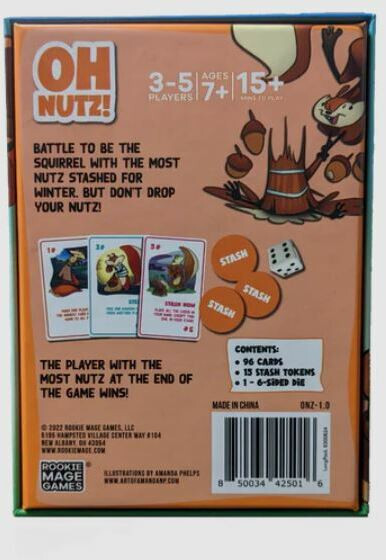 OH
NUTZ!
3-5 PLAYERS | AGES 7+ | 15+ MINS TO PLAY
BATTLE TO BE THE
SQUIRREL WITH THE MOST
NUTZ STASHED FOR
WINTER. BUT DON'T DROP
YOUR NUTZ!
STASH
STASH
STASH
STASH NOW
THE PLAYER WITH THE
MOST NUTZ AT THE END OF
THE GAME WINS!
CONTENTS:
• 96 CARDS
• 15 STASH TOKENS
• 1 - 6-SIDED DIE
MADE IN CHINA
ONZ-1.0
© 2022 ROOKIE MAGE GAMES, LLC
6195 HAMPSTED VILLAGE CENTER WAY #104
NEW ALBANY, OH 43054
WWW.ROOKIEMAGE.COM
ROOKIE
MAGE
GAMES
®
ILLUSTRATIONS BY AMANDA PHELPS
WWW.ARTOFAMANDANP.COM
8 50034 42501 6